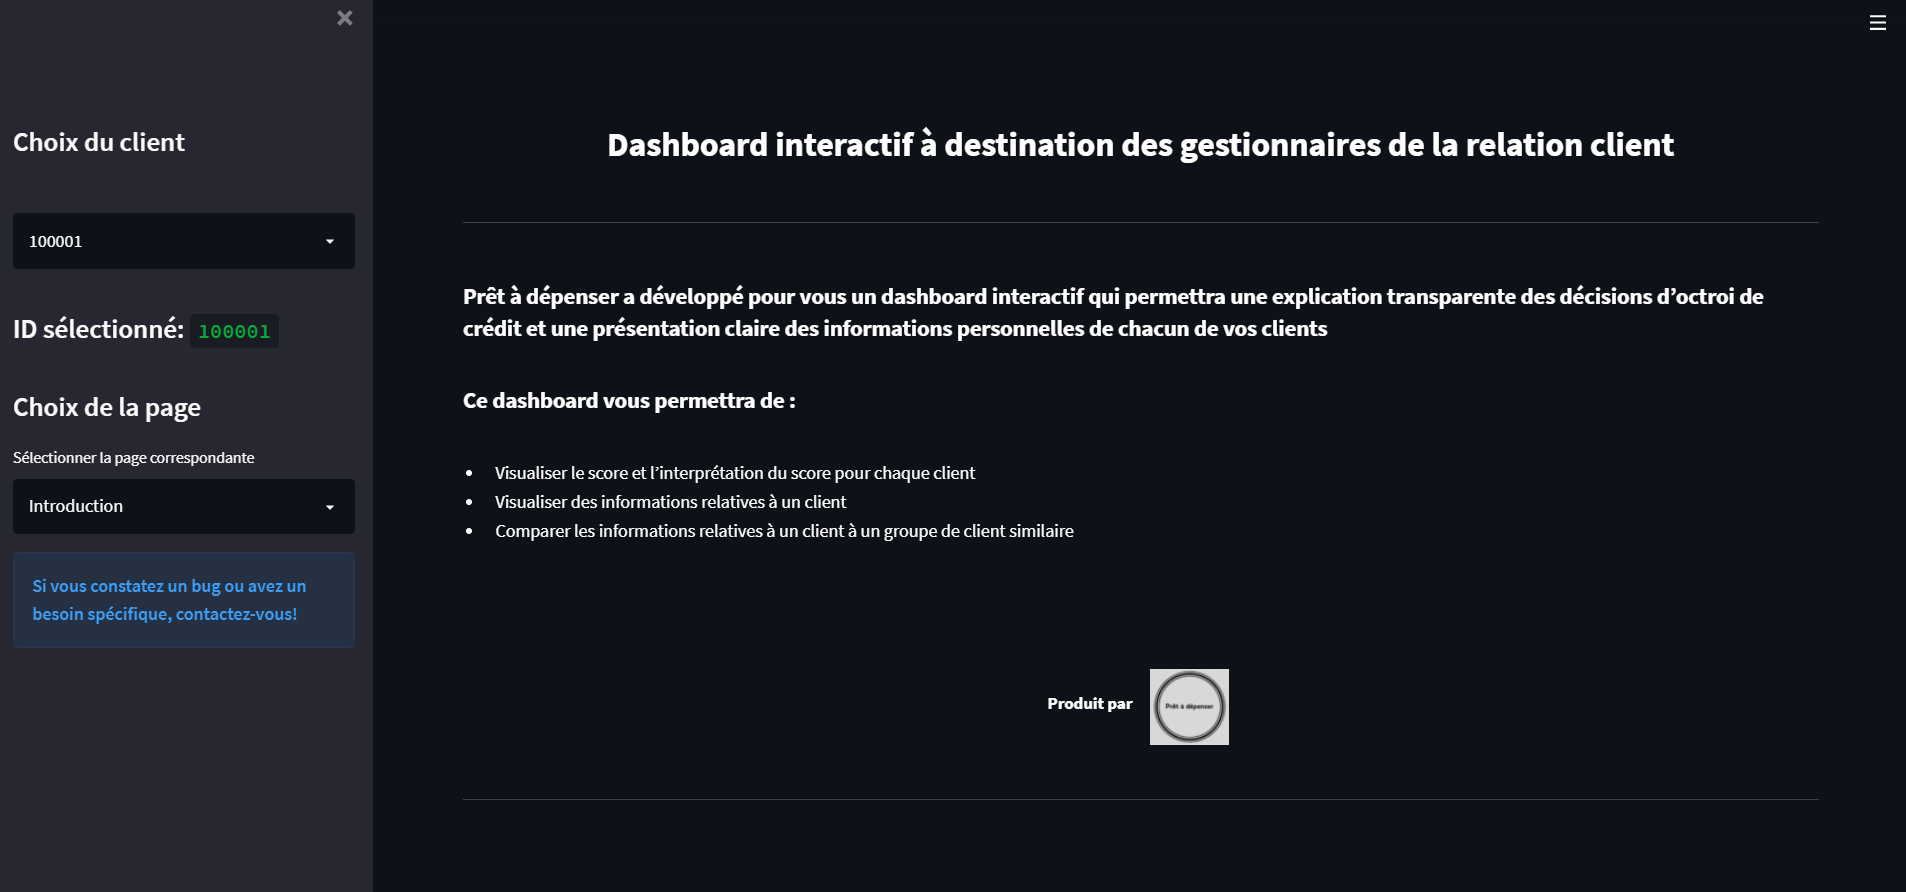 Choix du client
100001
ID sélectionné: 100001
Choix de la page
Sélectionner la page correspondante
Introduction
Si vous constatez un bug ou avez un
besoin spécifique, contactez-vous!
Dashboard interactif à destination des gestionnaires de la relation client
Prêt à dépenser a développé pour vous un dashboard interactif qui permettra une explication transparente des décisions d’octroi de
crédit et une présentation claire des informations personnelles de chacun de vos clients
Ce dashboard vous permettra de :
• Visualiser le score et l’interprétation du score pour chaque client
• Visualiser des informations relatives à un client
• Comparer les informations relatives à un client à un groupe de client similaire
Produit par
Prêt à dépenser